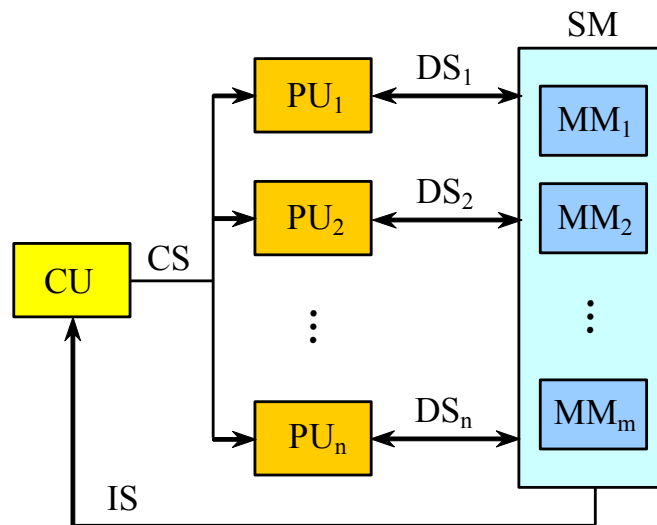 SM
PU₁ DS₁ MM₁
PU₂ DS₂ MM₂
CU CS
⋮ ⋮
PUₙ DSₙ MMₘ
IS